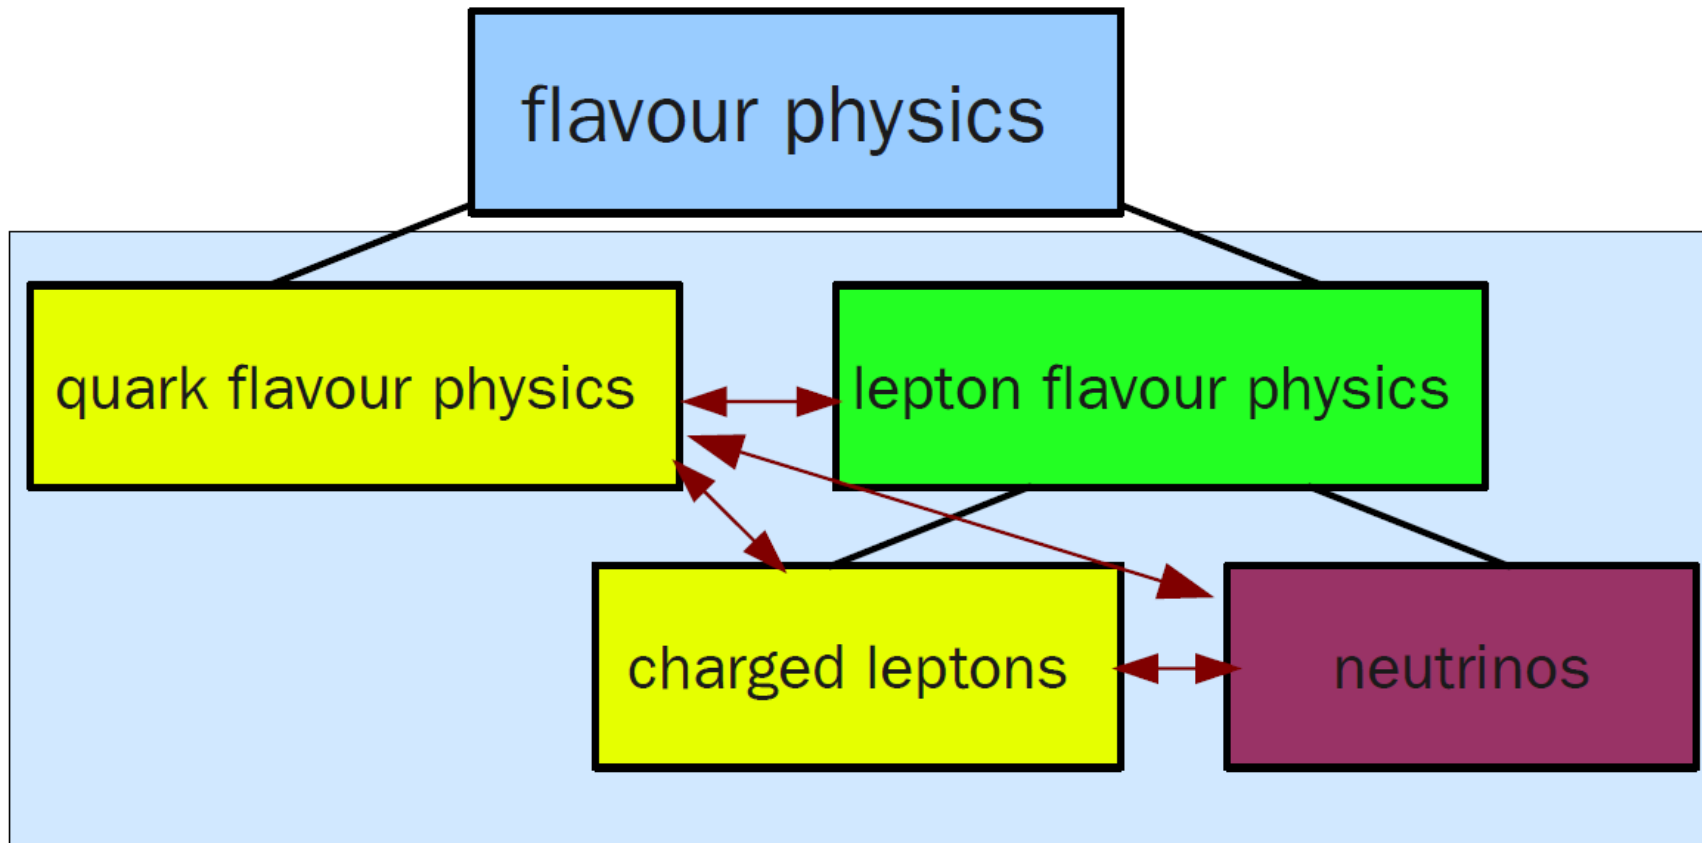 flavour physics
quark flavour physics
lepton flavour physics
charged leptons
neutrinos